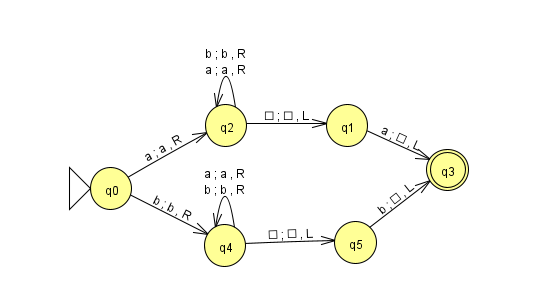 b ; b , R
a ; a , R
q2
□ ; □ , L
q1
a ; a , R
a ; □ , L
q3
q0
a ; a , R
b ; b , R
b ; b , R
b ; □ , L
q4
□ ; □ , L
q5